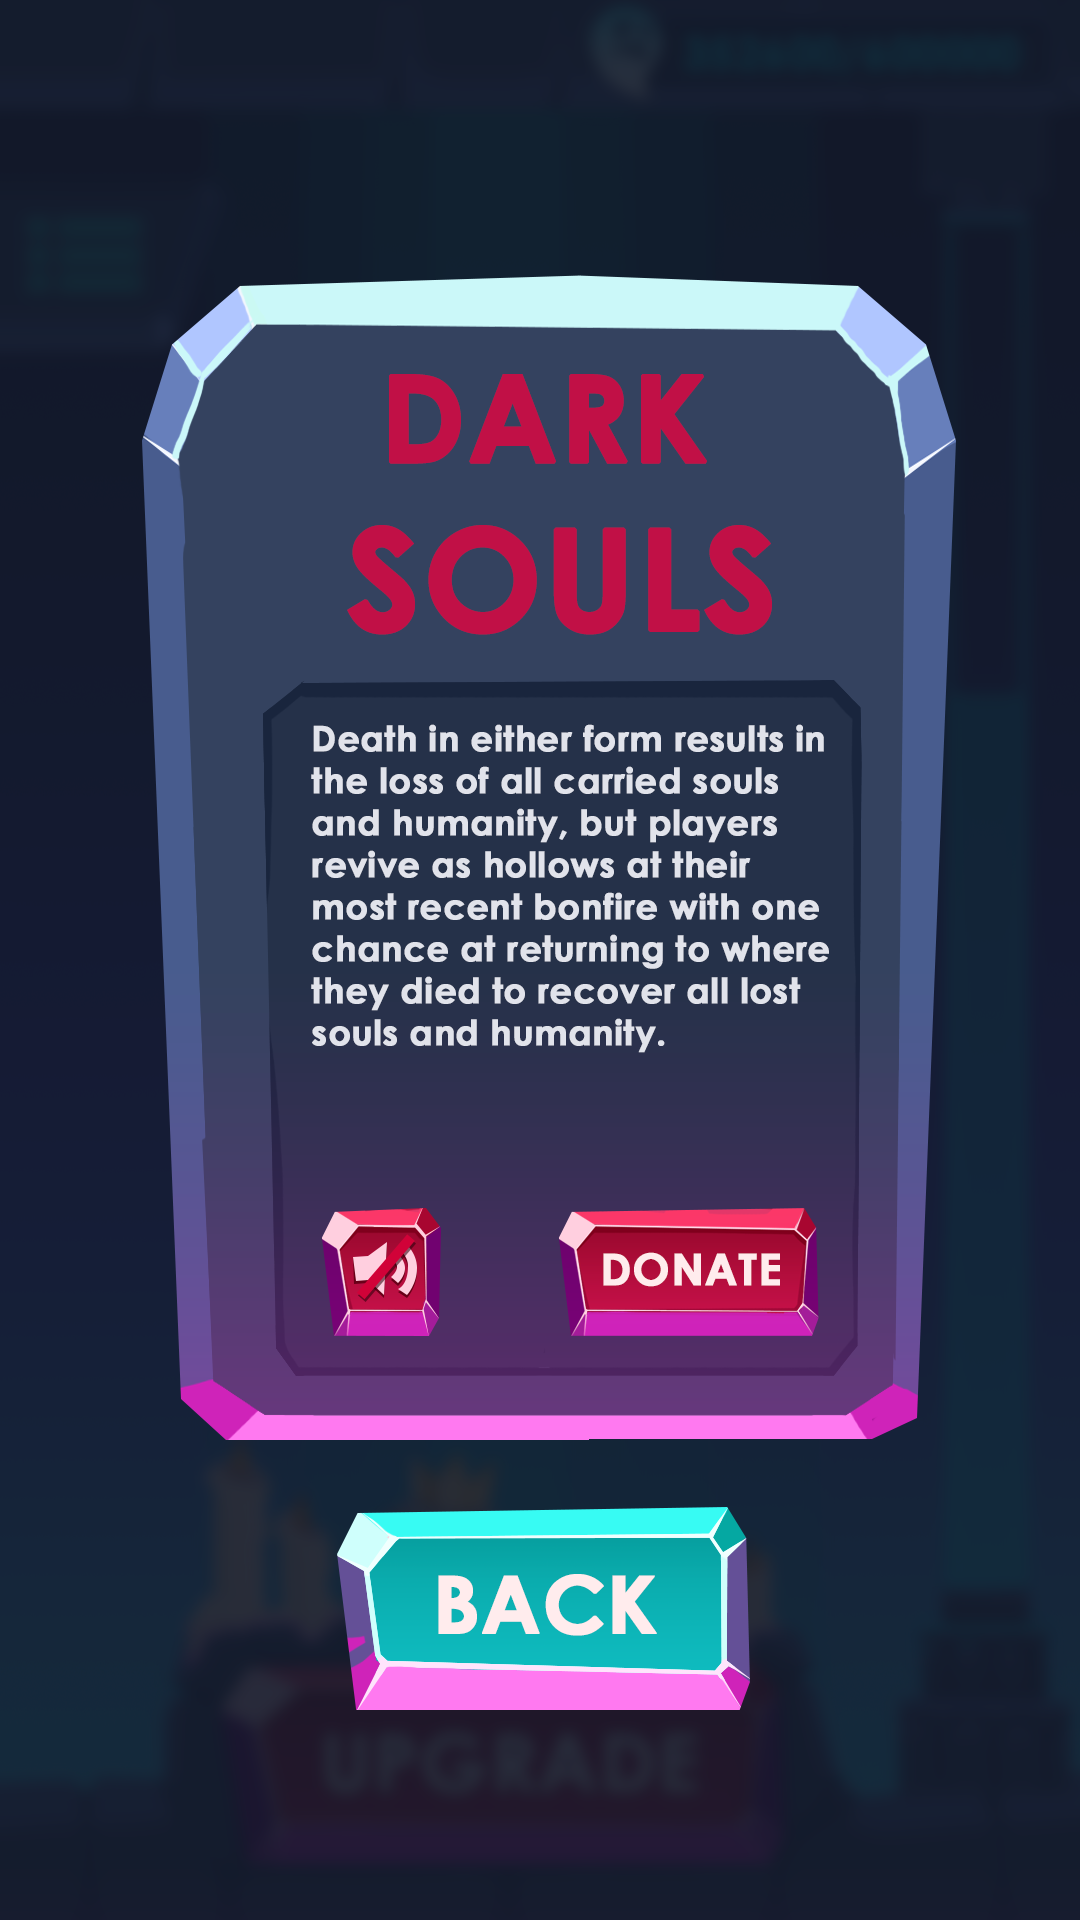 DARK
SOULS
Death in either form results in
the loss of all carried souls
and humanity, but players
revive as hollows at their
most recent bonfire with one
chance at returning to where
they died to recover all lost
souls and humanity.
DONATE
BACK
UPGRADE